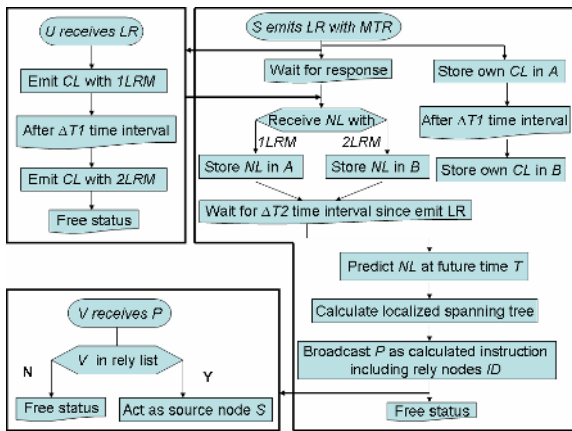 U receives LR
Emit CL with 1LRM
After ΔT1 time interval
Emit CL with 2LRM
Free status
S emits LR with MTR
Wait for response
Receive NL with
1LRM
2LRM
Store NL in A
Store NL in B
Store own CL in A
After ΔT1 time interval
Store own CL in B
Wait for ΔT2 time interval since emit LR
Predict NL at future time T
Calculate localized spanning tree
Broadcast P as calculated instruction
including rely nodes ID
Free status
V receives P
V in rely list
N
Y
Free status
Act as source node S